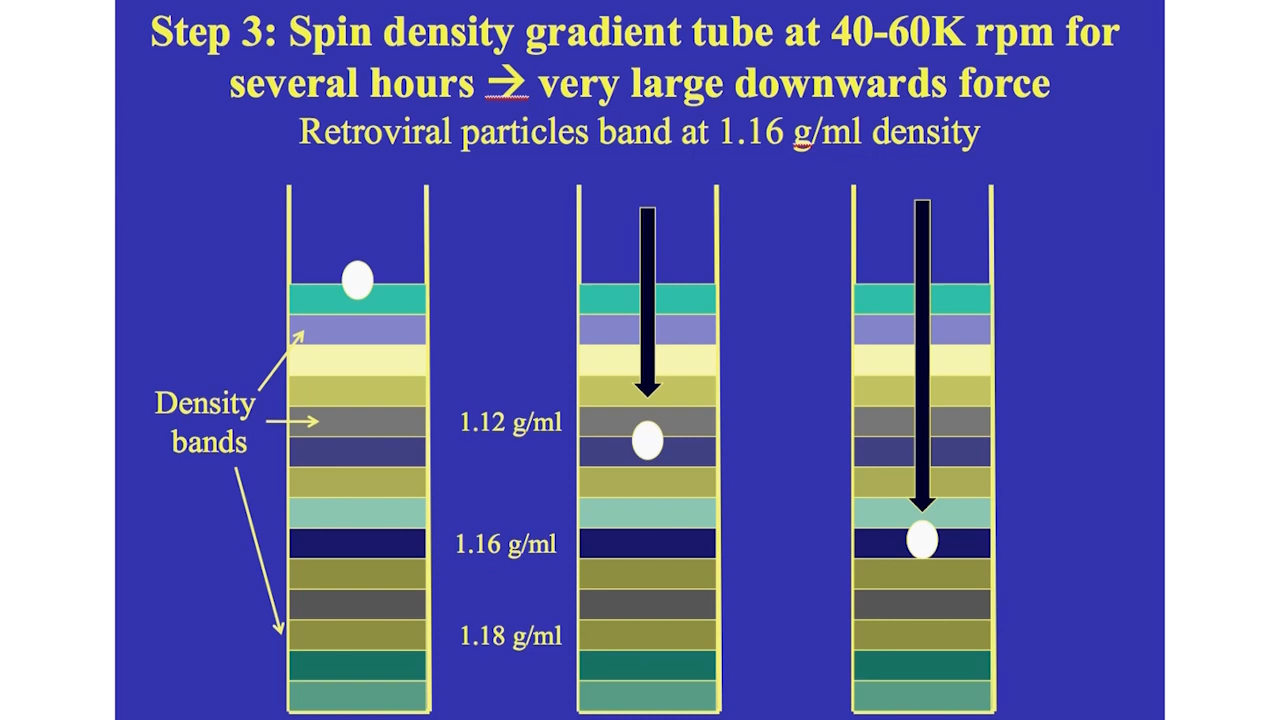 Step 3: Spin density gradient tube at 40-60K rpm for
several hours → very large downwards force
Retroviral particles band at 1.16 g/ml density
Density
bands
1.12 g/ml
1.16 g/ml
1.18 g/ml